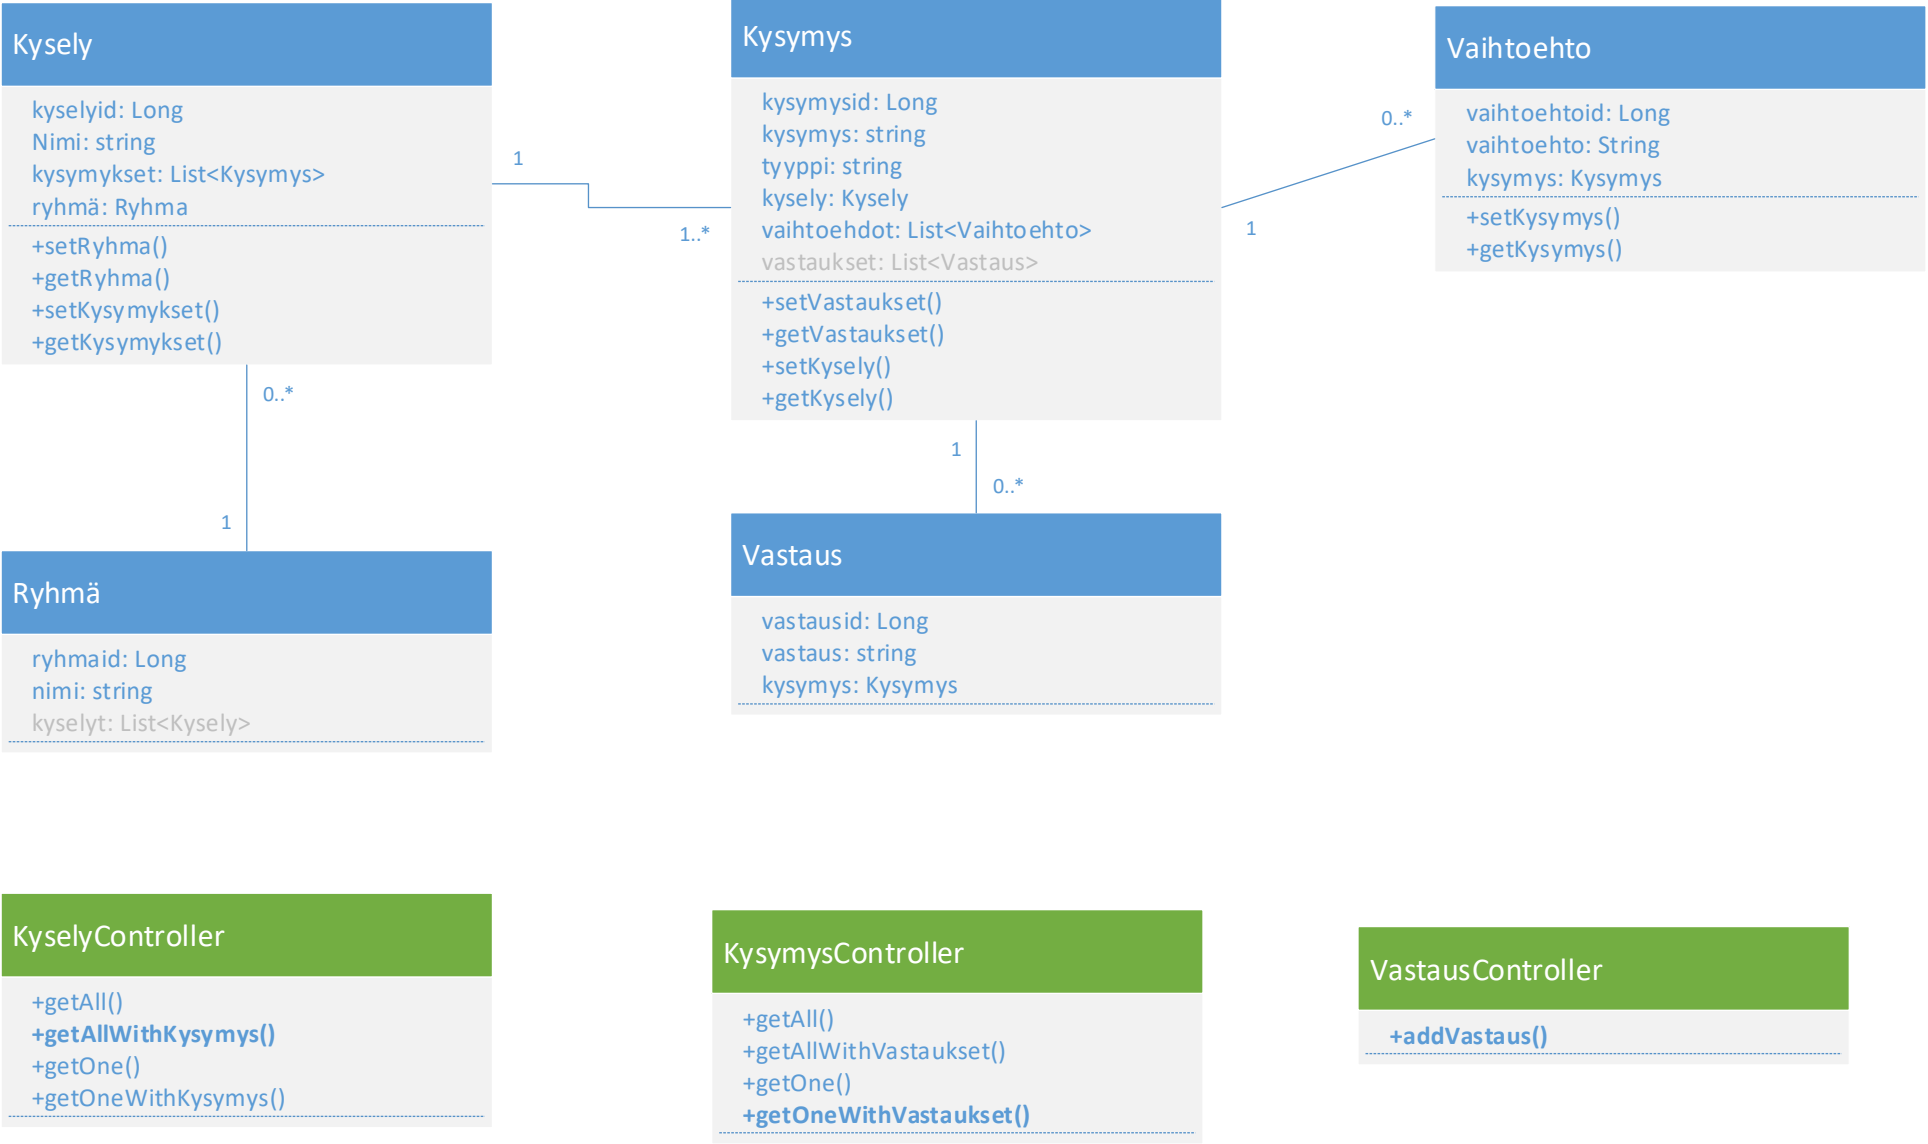 Kysely
kyselyid: Long
Nimi: string
kysymykset: List<Kysymys>
ryhmä: Ryhma
+setRyhma()
+getRyhma()
+setKysymykset()
+getKysymykset()
1
1..*
Kysymys
kysymysid: Long
kysymys: string
tyyppi: string
kysely: Kysely
vaihtoehdot: List<Vaihtoehto>
vastaukset: List<Vastaus>
+setVastaukset()
+getVastaukset()
+setKysely()
+getKysely()
0..*
1
Vaihtoehto
vaihtoehtoid: Long
vaihtoehto: String
kysymys: Kysymys
+setKysymys()
+getKysymys()
0..*
1
Ryhmä
ryhmaid: Long
nimi: string
kyselyt: List<Kysely>
1
0..*
Vastaus
vastausid: Long
vastaus: string
kysymys: Kysymys
KyselyController
+getAll()
+getAllWithKysymys()
+getOne()
+getOneWithKysymys()
KysymysController
+getAll()
+getAllWithVastaukset()
+getOne()
+getOneWithVastaukset()
VastausController
+addVastaus()